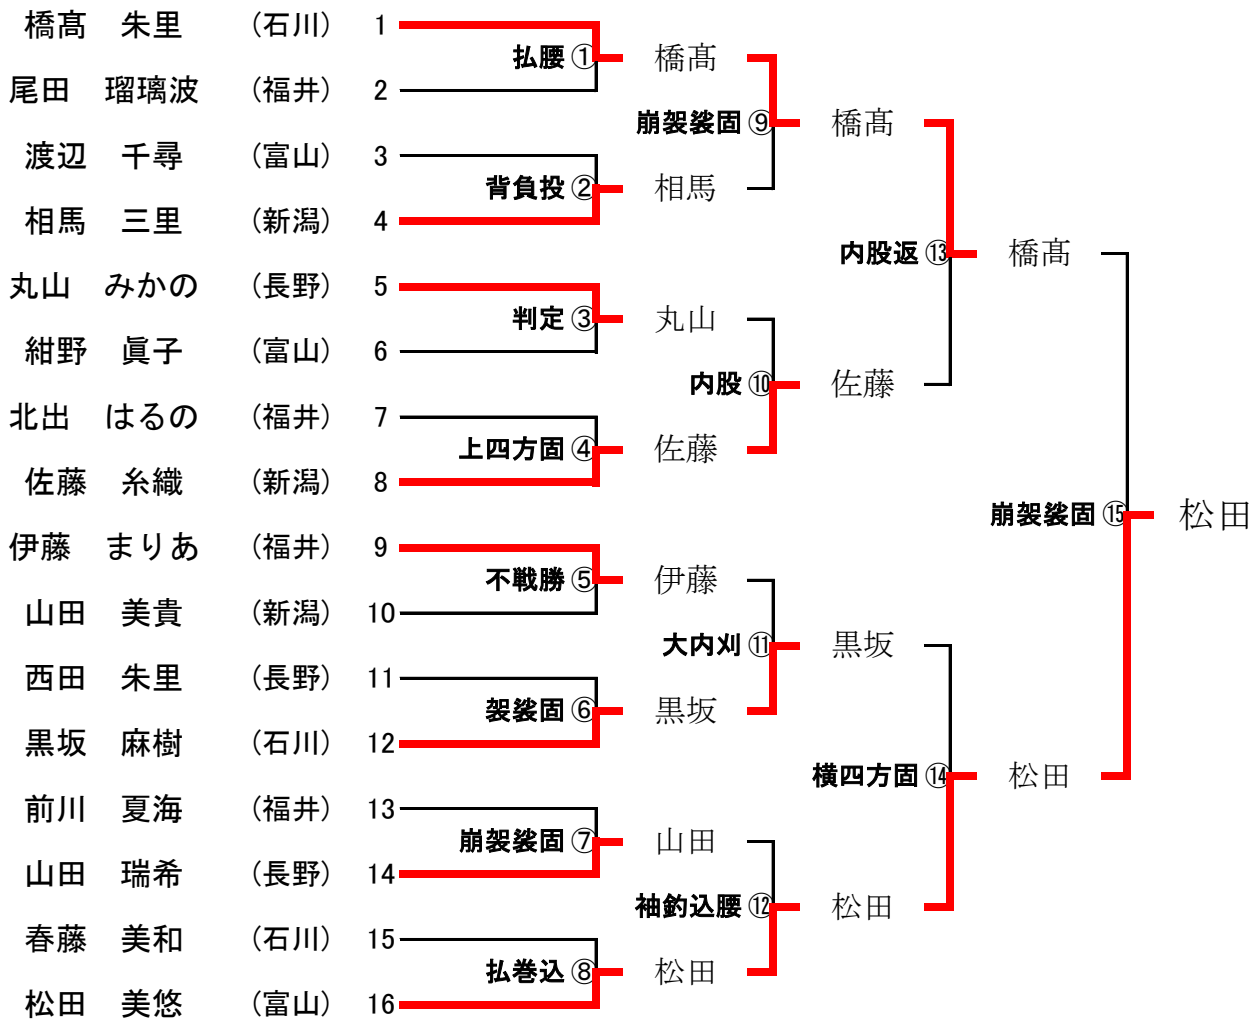 橋髙 朱里 (石川) 1
払腰 ① 橋髙
尾田 瑠璃波 (福井) 2
崩袈裟固 ⑨ 橋髙
渡辺 千尋 (富山) 3
背負投 ② 相馬
相馬 三里 (新潟) 4
内股返 ⑬ 橋髙
丸山 みかの (長野) 5
判定 ③ 丸山
紺野 眞子 (富山) 6
内股 ⑩ 佐藤
北出 はるの (福井) 7
上四方固 ④ 佐藤
佐藤 糸織 (新潟) 8
崩袈裟固 ⑮ 松田
伊藤 まりあ (福井) 9
不戦勝 ⑤ 伊藤
山田 美貴 (新潟) 10
大内刈 ⑪ 黒坂
西田 朱里 (長野) 11
袈裟固 ⑥ 黒坂
黒坂 麻樹 (石川) 12
横四方固 ⑭ 松田
前川 夏海 (福井) 13
崩袈裟固 ⑦ 山田
山田 瑞希 (長野) 14
袖釣込腰 ⑫ 松田
春藤 美和 (石川) 15
払巻込 ⑧ 松田
松田 美悠 (富山) 16